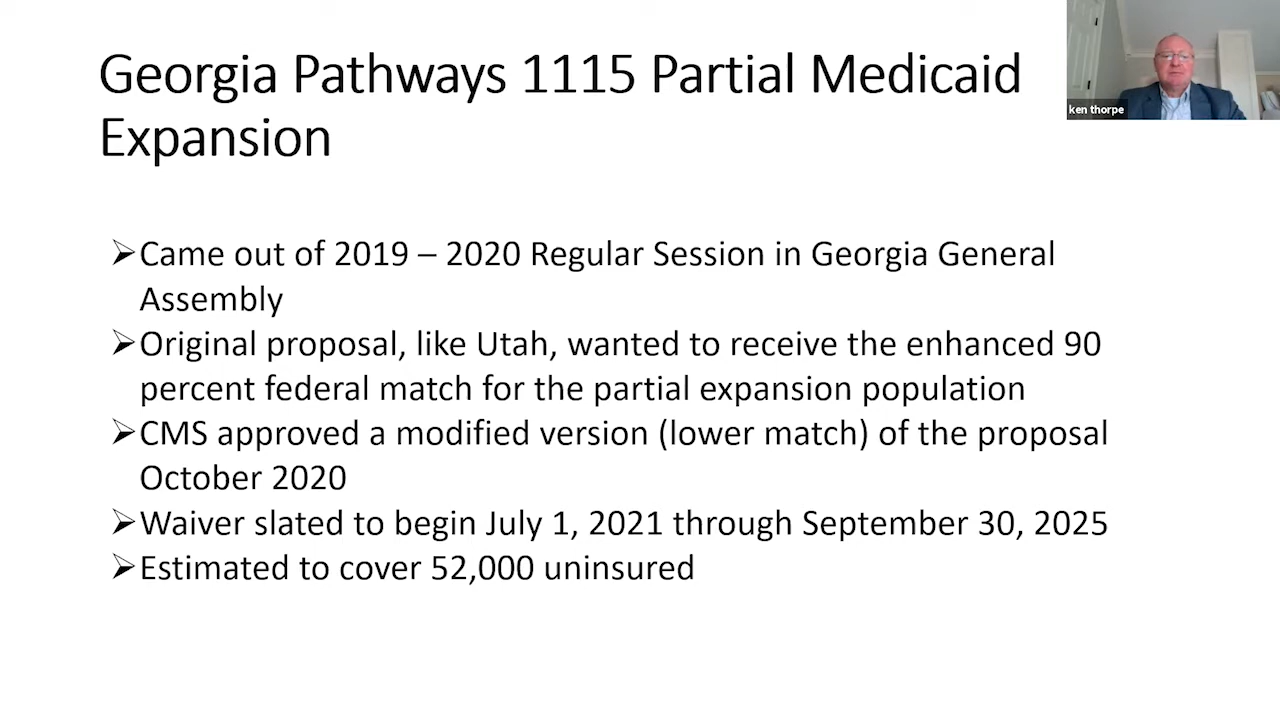 Georgia Pathways 1115 Partial Medicaid
Expansion
ken thorpe
➢Came out of 2019 – 2020 Regular Session in Georgia General
Assembly
➢Original proposal, like Utah, wanted to receive the enhanced 90
percent federal match for the partial expansion population
➢CMS approved a modified version (lower match) of the proposal
October 2020
➢Waiver slated to begin July 1, 2021 through September 30, 2025
➢Estimated to cover 52,000 uninsured